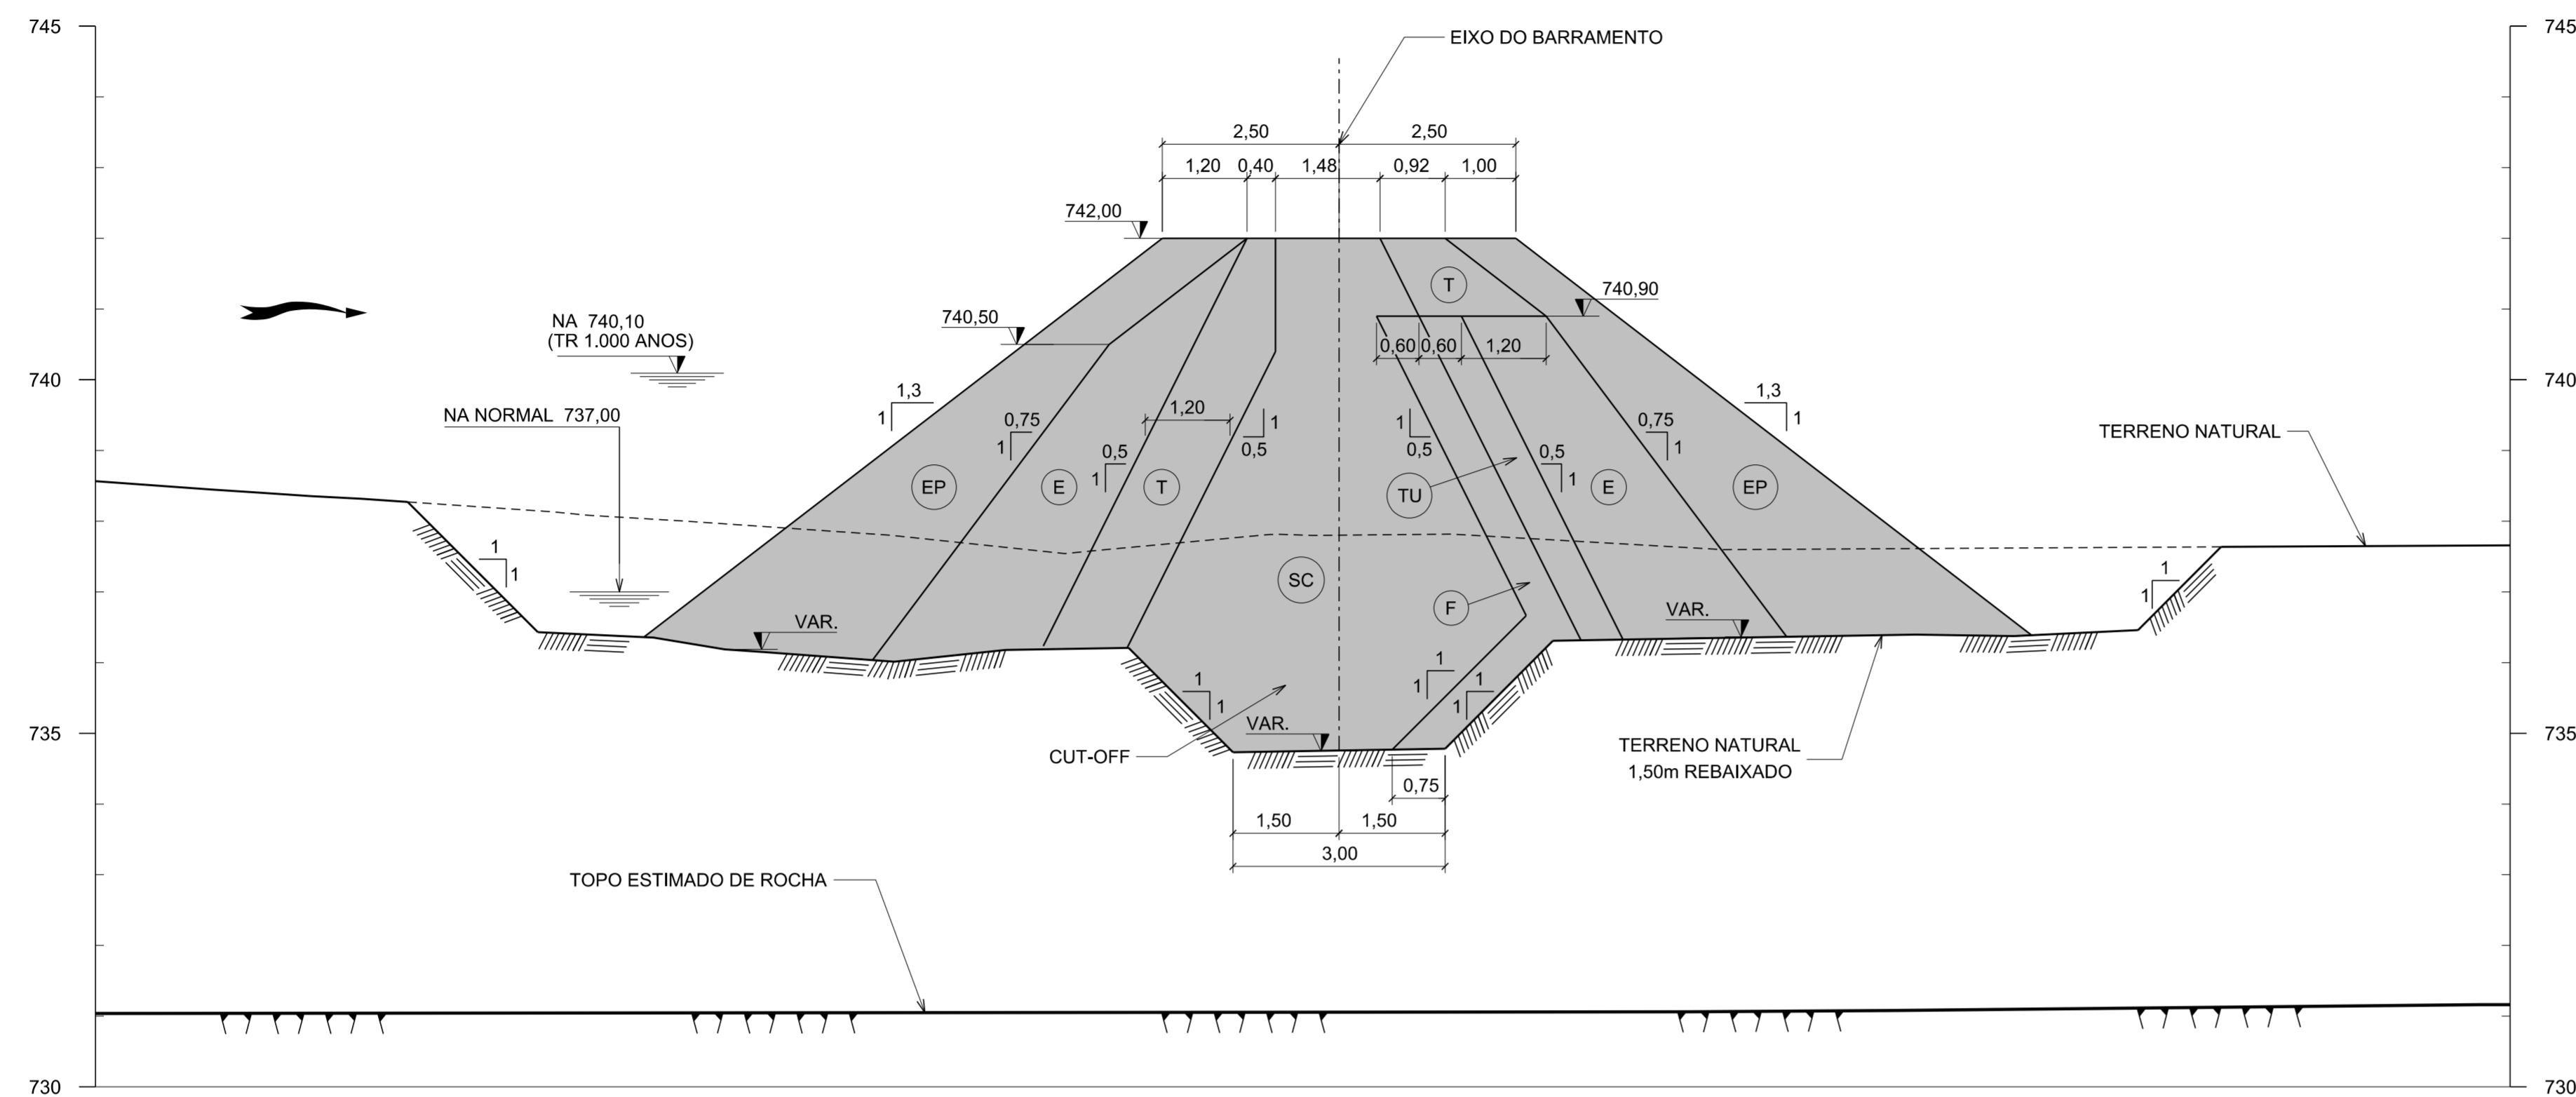 745
745
EIXO DO BARRAMENTO
2,50
2,50
1,20
0,40
1,48
0,92
1,00
742,00
T
740,90
NA 740,10
(TR 1.000 ANOS)
740,50
0,60
0,60
1,20
740
740
1,3
1
1,3
1
NA NORMAL 737,00
1,20
0,75
1
1
0,5
1
0,5
0,75
1
TERRENO NATURAL
0,5
1
0,5
1
EP
E
T
TU
E
EP
1
1
SC
1
1
F
VAR.
VAR.
1
1
1
1
1
1
735
735
VAR.
CUT-OFF
TERRENO NATURAL
1,50m REBAIXADO
0,75
1,50
1,50
3,00
TOPO ESTIMADO DE ROCHA
730
730